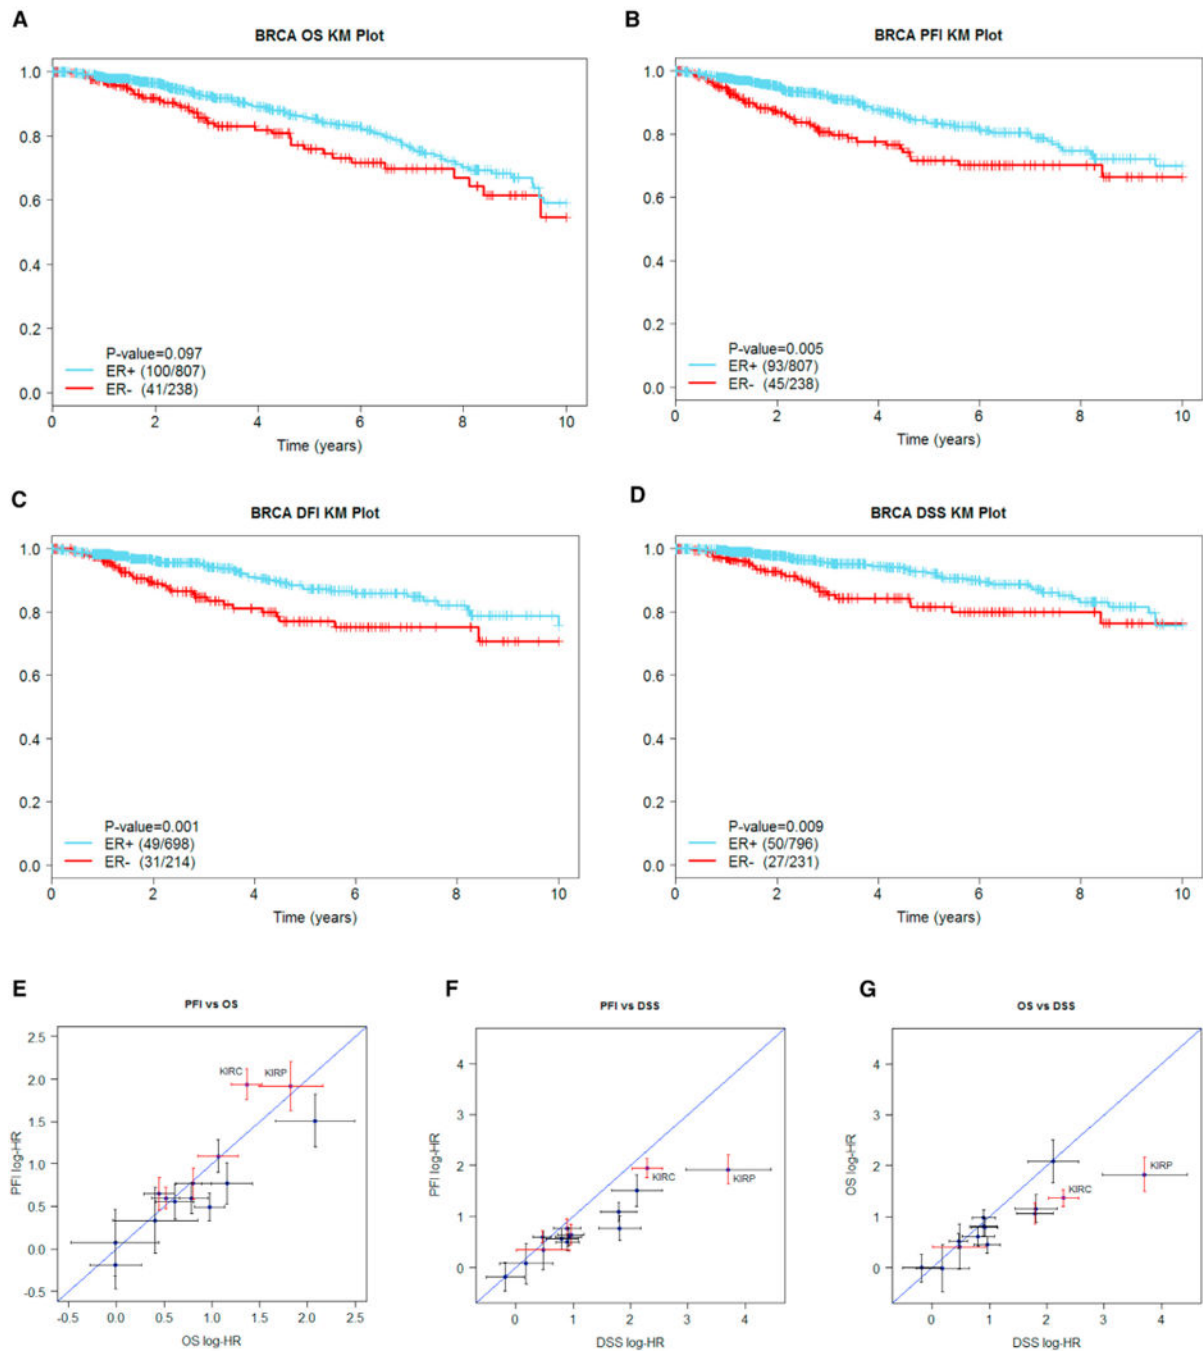 A
BRCA OS KM Plot
1.0
0.8
0.6
0.4
0.2
0.0
P-value=0.097
ER+ (100/807)
ER- (41/238)
0 2 4 6 8 10
Time (years)
B
BRCA PFI KM Plot
1.0
0.8
0.6
0.4
0.2
0.0
P-value=0.005
ER+ (93/807)
ER- (45/238)
0 2 4 6 8 10
Time (years)
C
BRCA DFI KM Plot
1.0
0.8
0.6
0.4
0.2
0.0
P-value=0.001
ER+ (49/698)
ER- (31/214)
0 2 4 6 8 10
Time (years)
D
BRCA DSS KM Plot
1.0
0.8
0.6
0.4
0.2
0.0
P-value=0.009
ER+ (50/796)
ER- (27/231)
0 2 4 6 8 10
Time (years)
E
PFI vs OS
PFI log-HR
2.5
2.0
1.5
1.0
0.5
0.0
-0.5
KIRC
KIRP
-0.5 0.0 0.5 1.0 1.5 2.0 2.5
OS log-HR
F
PFI vs DSS
PFI log-HR
4
3
2
1
0
KIRC
KIRP
0 1 2 3 4
DSS log-HR
G
OS vs DSS
OS log-HR
4
3
2
1
0
KIRP
KIRC
0 1 2 3 4
DSS log-HR